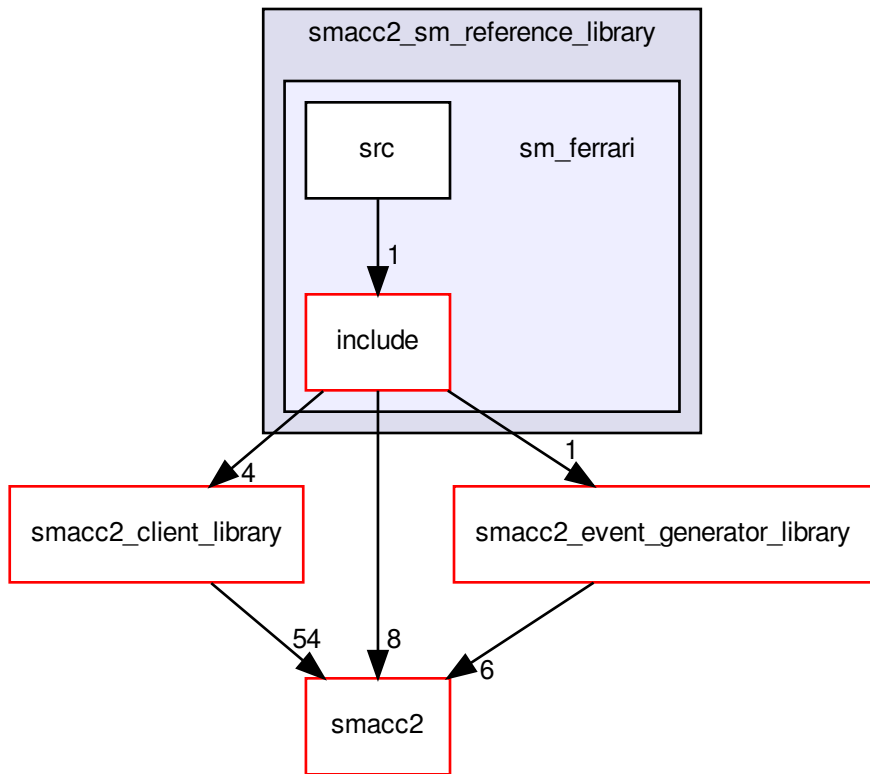 smacc2_sm_reference_library
src
sm_ferrari
1
include
4
1
smacc2_client_library
smacc2_event_generator_library
54
8
6
smacc2